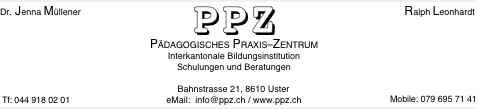 Dr. Jenna Müllener
PPZ
Ralph Leonhardt
PÄDAGOGISCHES PRAXIS–ZENTRUM
Interkantonale Bildungsinstitution
Schulungen und Beratungen
Bahnstrasse 21, 8610 Uster
Tf: 044 918 02 01
eMail: info@ppz.ch / www.ppz.ch
Mobile: 079 695 71 41